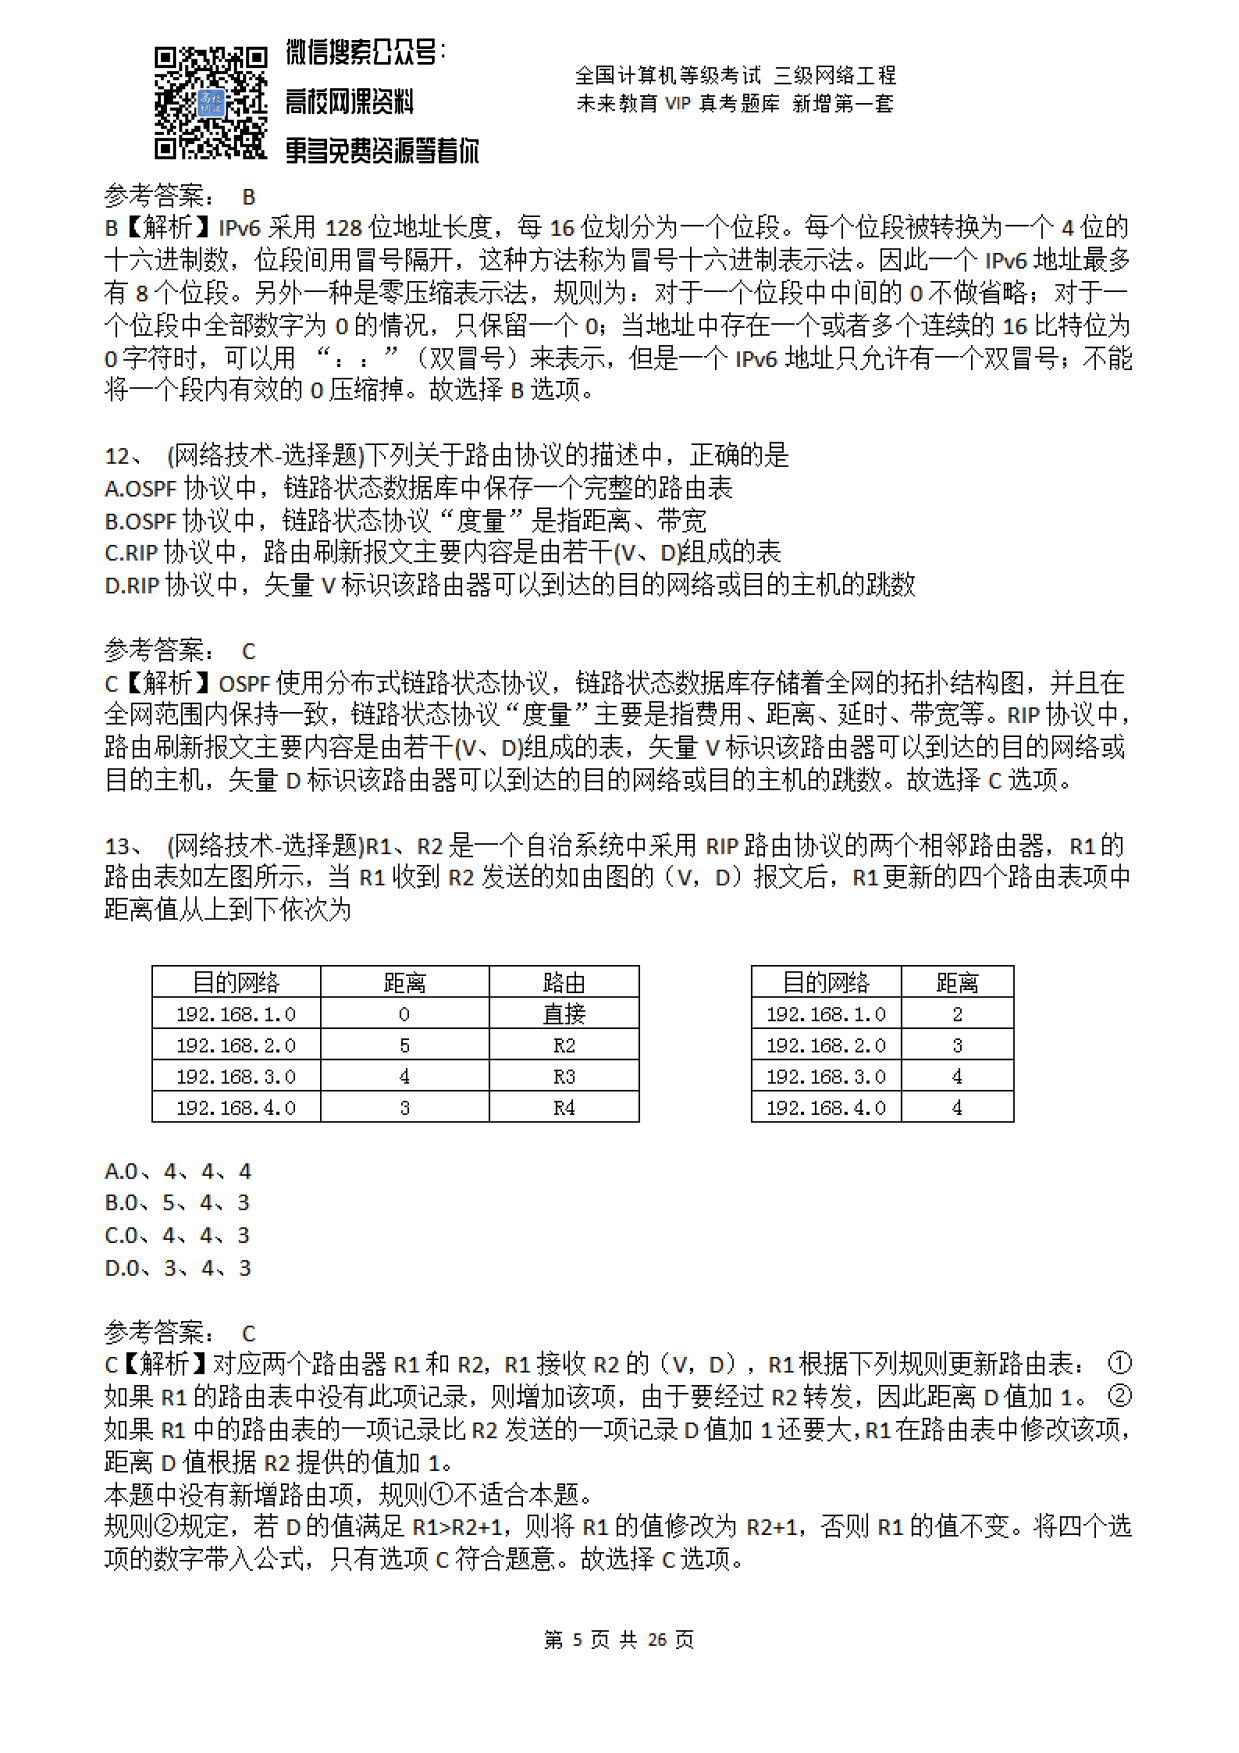 微信搜索公众号：
高校网课资料
更多免费资源等着你
全国计算机等级考试 三级网络工程
未来教育 VIP 真考题库 新增第一套
参考答案： B
B【解析】IPv6 采用 128 位地址长度，每 16 位划分为一个位段。每个位段被转换为一个 4 位的
十六进制数，位段间用冒号隔开，这种方法称为冒号十六进制表示法。因此一个 IPv6 地址最多
有 8 个位段。另外一种是零压缩表示法，规则为：对于一个位段中中间的 0 不做省略；对于一
个位段中全部数字为 0 的情况，只保留一个 0；当地址中存在一个或者多个连续的 16 比特位为
0 字符时，可以用 “：：”（双冒号）来表示，但是一个 IPv6 地址只允许有一个双冒号；不能
将一个段内有效的 0 压缩掉。故选择 B 选项。
12、 (网络技术-选择题)下列关于路由协议的描述中，正确的是
A.OSPF 协议中，链路状态数据库中保存一个完整的路由表
B.OSPF 协议中，链路状态协议“度量”是指距离、带宽
C.RIP 协议中，路由刷新报文主要内容是由若干(V、D)组成的表
D.RIP 协议中，矢量 V 标识该路由器可以到达的目的网络或目的主机的跳数
参考答案： C
C【解析】OSPF 使用分布式链路状态协议，链路状态数据库存储着全网的拓扑结构图，并且在
全网范围内保持一致，链路状态协议“度量”主要是指费用、距离、延时、带宽等。RIP 协议中，
路由刷新报文主要内容是由若干(V、D)组成的表，矢量 V 标识该路由器可以到达的目的网络或
目的主机，矢量 D 标识该路由器可以到达的目的网络或目的主机的跳数。故选择 C 选项。
13、 (网络技术-选择题)R1、R2 是一个自治系统中采用 RIP 路由协议的两个相邻路由器，R1 的
路由表如左图所示，当 R1 收到 R2 发送的如由图的（V，D）报文后，R1 更新的四个路由表项中
距离值从上到下依次为
目的网络 距离 路由
192.168.1.0 0 直接
192.168.2.0 5 R2
192.168.3.0 4 R3
192.168.4.0 3 R4
目的网络 距离
192.168.1.0 2
192.168.2.0 3
192.168.3.0 4
192.168.4.0 4
A.0、4、4、4
B.0、5、4、3
C.0、4、4、3
D.0、3、4、3
参考答案： C
C【解析】对应两个路由器 R1 和 R2，R1 接收 R2 的（V，D），R1 根据下列规则更新路由表： ①
如果 R1 的路由表中没有此项记录，则增加该项，由于要经过 R2 转发，因此距离 D 值加 1。 ②
如果 R1 中的路由表的一项记录比 R2 发送的一项记录 D 值加 1 还要大，R1 在路由表中修改该项，
距离 D 值根据 R2 提供的值加 1。
本题中没有新增路由项，规则①不适合本题。
规则②规定，若 D 的值满足 R1>R2+1，则将 R1 的值修改为 R2+1，否则 R1 的值不变。将四个选
项的数字带入公式，只有选项 C 符合题意。故选择 C 选项。
第 5 页 共 26 页